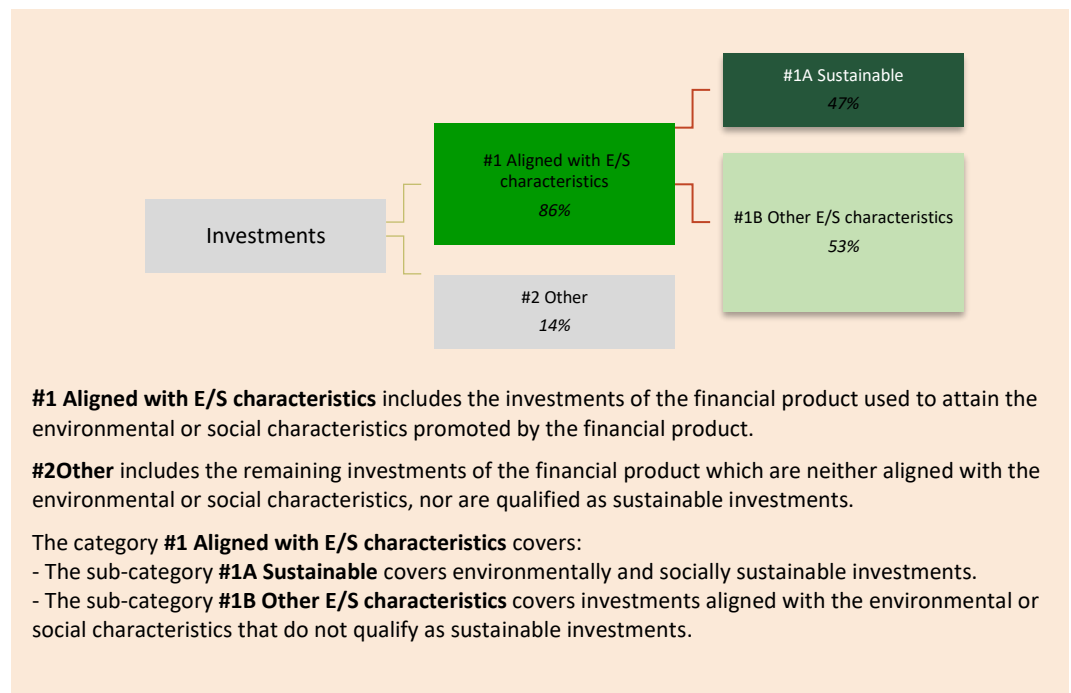 #1A Sustainable
47%
#1 Aligned with E/S
characteristics
86%
#1B Other E/S characteristics
53%
Investments
#2 Other
14%
#1 Aligned with E/S characteristics includes the investments of the financial product used to attain the
environmental or social characteristics promoted by the financial product.
#2Other includes the remaining investments of the financial product which are neither aligned with the
environmental or social characteristics, nor are qualified as sustainable investments.
The category #1 Aligned with E/S characteristics covers:
- The sub-category #1A Sustainable covers environmentally and socially sustainable investments.
- The sub-category #1B Other E/S characteristics covers investments aligned with the environmental or
social characteristics that do not qualify as sustainable investments.